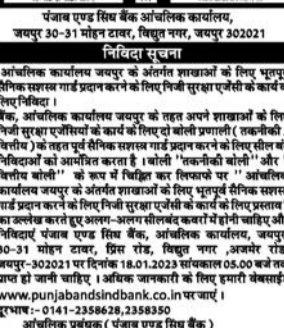 पंजाब एण्ड सिंध बैंक आंचलिक कार्यालय,
जयपुर 30-31 मोहन टावर, विद्युत नगर, जयपुर 302021
निविदा सूचना
आंचलिक कार्यालय जयपुर के अंतर्गत शाखाओं के लिए भूतपूर्व
सैनिक सशस्त्र गार्ड प्रदान करने के लिए निजी सुरक्षा एजेंसी के कार्य के
लिए निविदा ।
बैंक, आंचलिक कार्यालय जयपुर के तहत अपने शाखाओं के लिए
निजी सुरक्षा एजेंसियों के कार्य के लिए दो बोली प्रणाली ( तकनीकी
वित्तीय ) के तहत पूर्व सैनिक सशस्त्र गार्ड प्रदान करने के लिए सील बंद
निविदाओं को आमंत्रित करता है । बोली "तकनीकी बोली" और
वित्तीय बोली" के रूप में चिह्नित कर लिफाफे पर " आंचलिक
कार्यालय जयपुर के अंतर्गत शाखाओं के लिए भूतपूर्व सैनिक सशस्त्र
गार्ड प्रदान करने के लिए निजी सुरक्षा एजेंसी के कार्य के लिए प्रस्ताव "
का उल्लेख करते हुए अलग-अलग सीलबंद कवरों में होनी चाहिए और
निविदाएं पंजाब एण्ड सिंध बैंक, आंचलिक कार्यालय, जयपुर
30-31 मोहन टावर, प्रिंस रोड, विद्युत नगर ,अजमेर रोड
जयपुर-302021 पर दिनांक 18.01.2023 सांयकाल 05.00 बजे तक
प्राप्त हो जानी चाहिए । अधिक जानकारी के लिए हमारी वेबसाईट
www.punjabandsindbank.co.in पर जाएं ।
दूरभाष:- 0141-2358628,2358350
आंचलिक प्रबंधक ( पंजाब एण्ड सिंध बैंक )